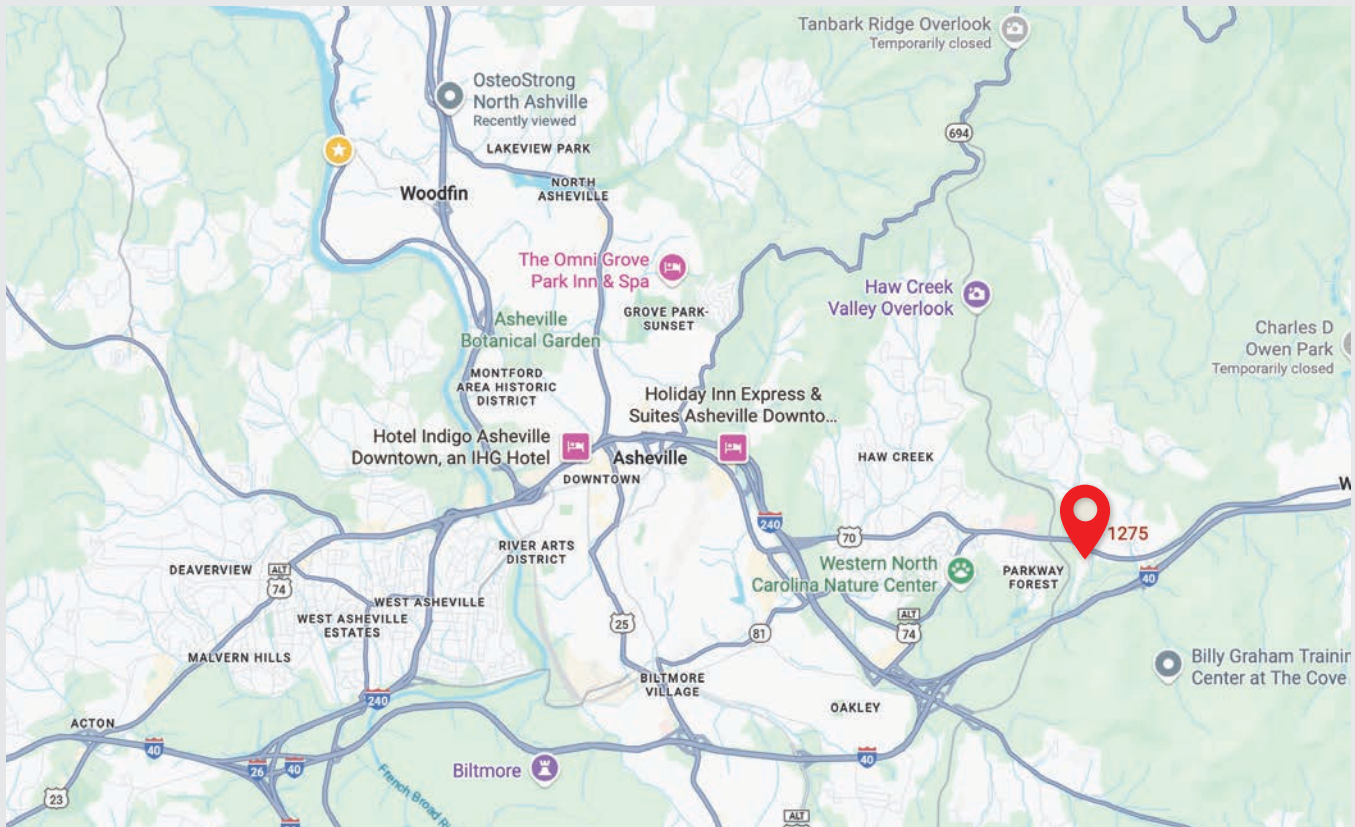 Tanbark Ridge Overlook
Temporarily closed
OsteoStrong
North Ashville
Recently viewed
694
LAKEVIEW PARK
NORTH
ASHEVILLE
Woodfin
The Omni Grove
Park Inn & Spa
Haw Creek
Valley Overlook
GROVE PARK-
SUNSET
Asheville
Botanical Garden
Charles D
Owen Park
Temporarily closed
MONTFORD
AREA HISTORIC
DISTRICT
Holiday Inn Express &
Suites Asheville Downto...
Hotel Indigo Asheville
Downtown, an IHG Hotel
Asheville
HAW CREEK
DOWNTOWN
W
240
70
1275
RIVER ARTS
DISTRICT
Western North
Carolina Nature Center
PARKWAY
FOREST
40
DEAVERVIEW
ALT
74
WEST ASHEVILLE
WEST ASHEVILLE
ESTATES
25
81
ALT
74
MALVERN HILLS
BILTMORE
VILLAGE
Billy Graham Trainin
Center at The Cove
240
OAKLEY
ACTON
40
26
40
40
Biltmore
French Broad Ri
23
ALT